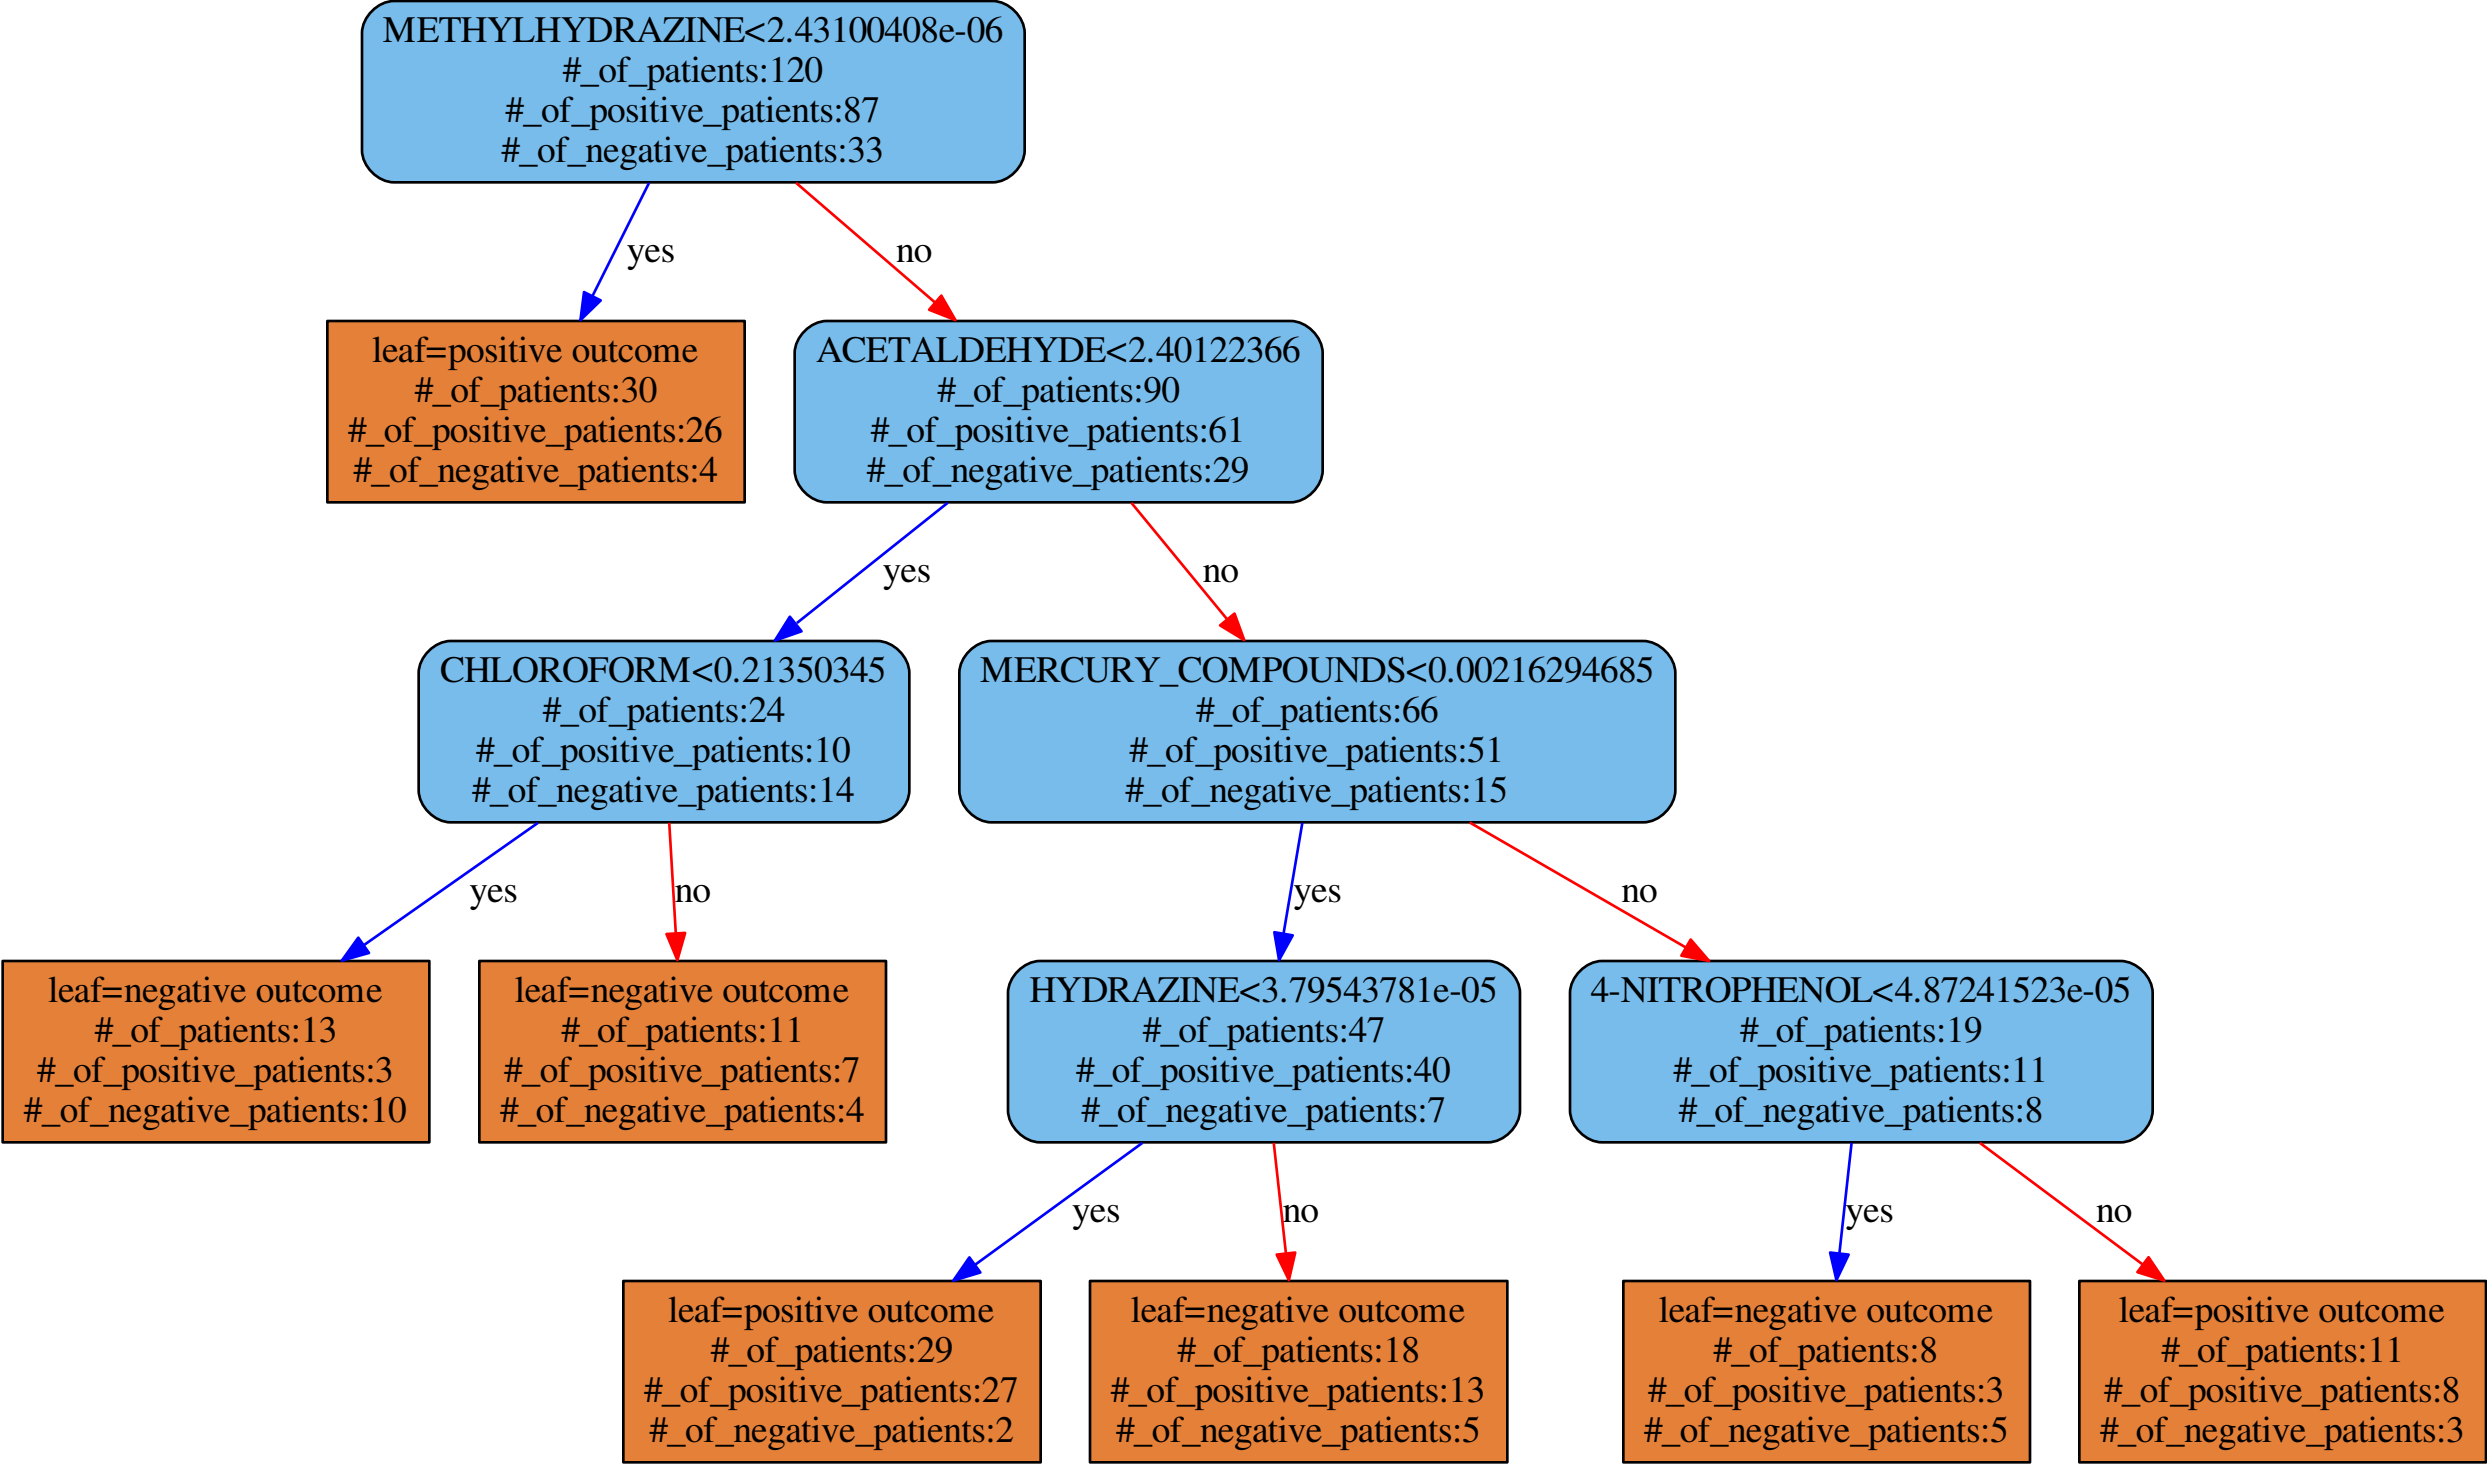 METHYLHYDRAZINE<2.43100408e-06
#_of_patients:120
#_of_positive_patients:87
#_of_negative_patients:33
yes
no
leaf=positive outcome
#_of_patients:30
#_of_positive_patients:26
#_of_negative_patients:4
ACETALDEHYDE<2.40122366
#_of_patients:90
#_of_positive_patients:61
#_of_negative_patients:29
yes
no
CHLOROFORM<0.21350345
#_of_patients:24
#_of_positive_patients:10
#_of_negative_patients:14
MERCURY_COMPOUNDS<0.00216294685
#_of_patients:66
#_of_positive_patients:51
#_of_negative_patients:15
yes
no
yes
no
leaf=negative outcome
#_of_patients:13
#_of_positive_patients:3
#_of_negative_patients:10
leaf=negative outcome
#_of_patients:11
#_of_positive_patients:7
#_of_negative_patients:4
HYDRAZINE<3.79543781e-05
#_of_patients:47
#_of_positive_patients:40
#_of_negative_patients:7
4-NITROPHENOL<4.87241523e-05
#_of_patients:19
#_of_positive_patients:11
#_of_negative_patients:8
yes
no
yes
no
leaf=positive outcome
#_of_patients:29
#_of_positive_patients:27
#_of_negative_patients:2
leaf=negative outcome
#_of_patients:18
#_of_positive_patients:13
#_of_negative_patients:5
leaf=negative outcome
#_of_patients:8
#_of_positive_patients:3
#_of_negative_patients:5
leaf=positive outcome
#_of_patients:11
#_of_positive_patients:8
#_of_negative_patients:3